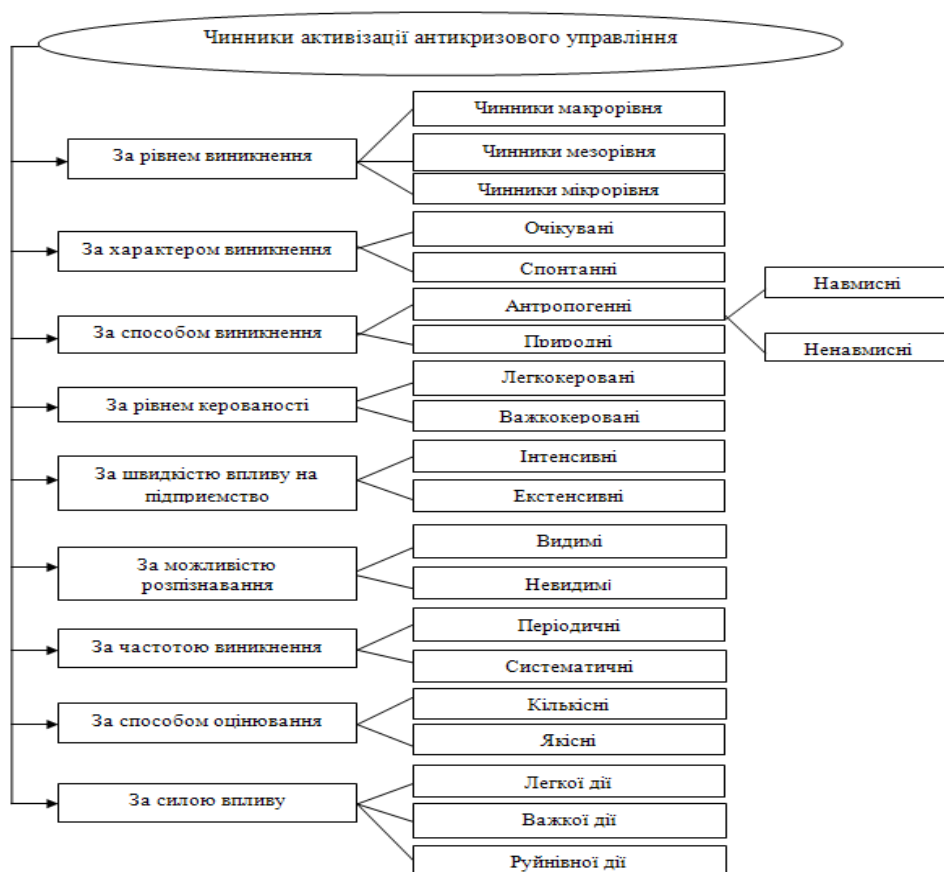 Чинники активізації антикризового управління
За рівнем виникнення
Чинники макрорівня
Чинники мезорівня
Чинники мікрорівня
За характером виникнення
Очікувані
Спонтанні
За способом виникнення
Антропогенні
Природні
Навмисні
Ненавмисні
За рівнем керованості
Легкокеровані
Важкокеровані
За швидкістю впливу на
підприємство
Інтенсивні
Екстенсивні
За можливістю
розпізнавання
Видимі
Невидимі
За частотою виникнення
Періодичні
Систематичні
За способом оцінювання
Кількісні
Якісні
За силою впливу
Легкої дії
Важкої дії
Руйнівної дії